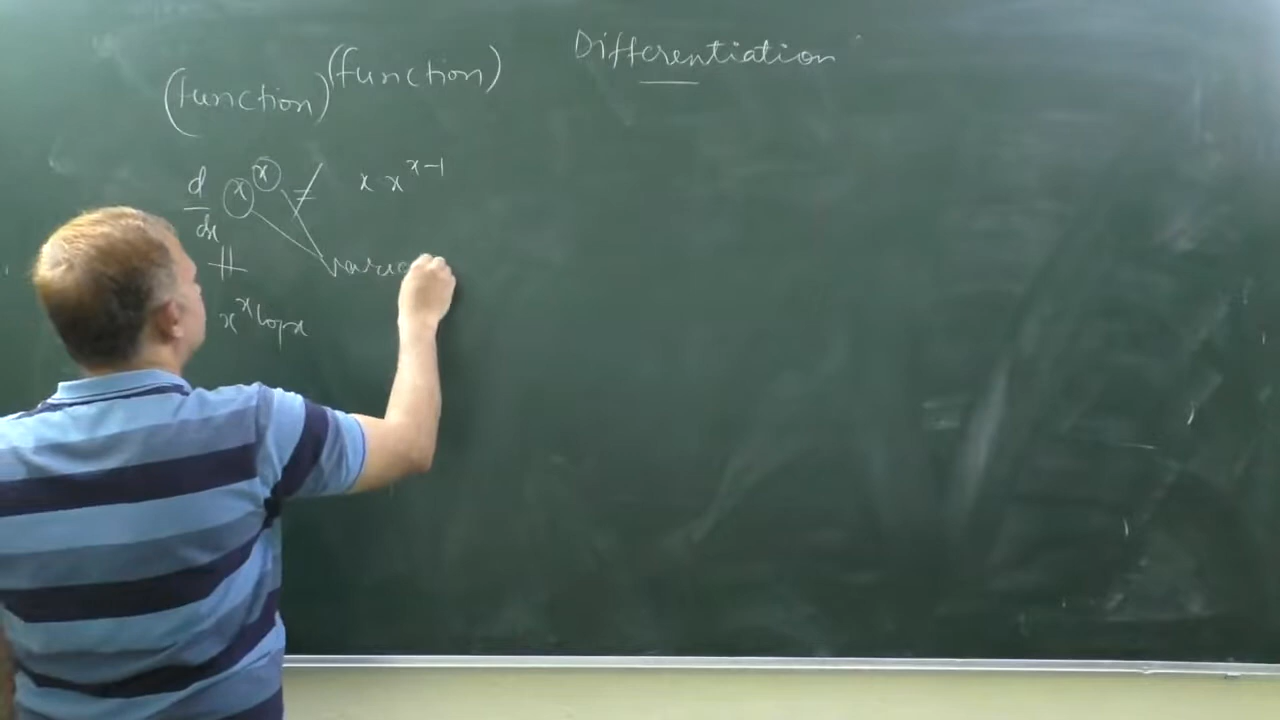 Differentiation
(function)^(function)
d/dx x^x ≠ x·x^(x-1)
≠
x^x log x